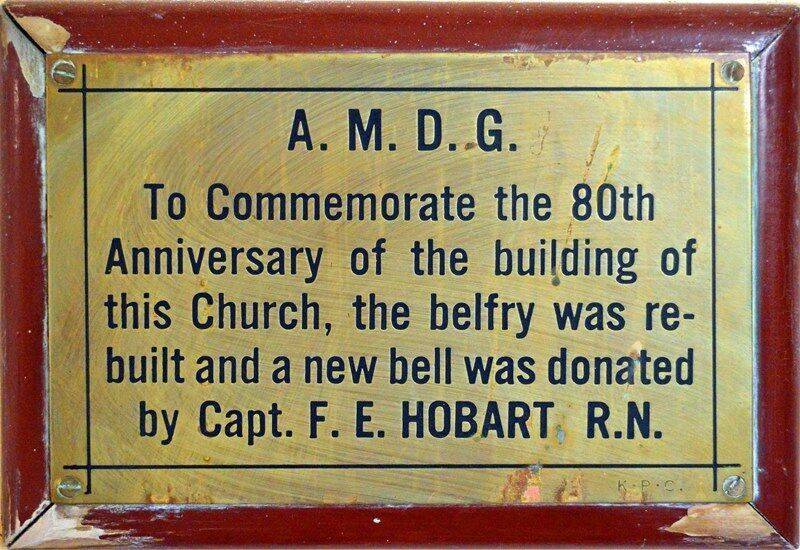 A. M. D. G.
To Commemorate the 80th
Anniversary of the building of
this Church, the belfry was re-
built and a new bell was donated
by Capt. F. E. HOBART R.N.
K·P·C.